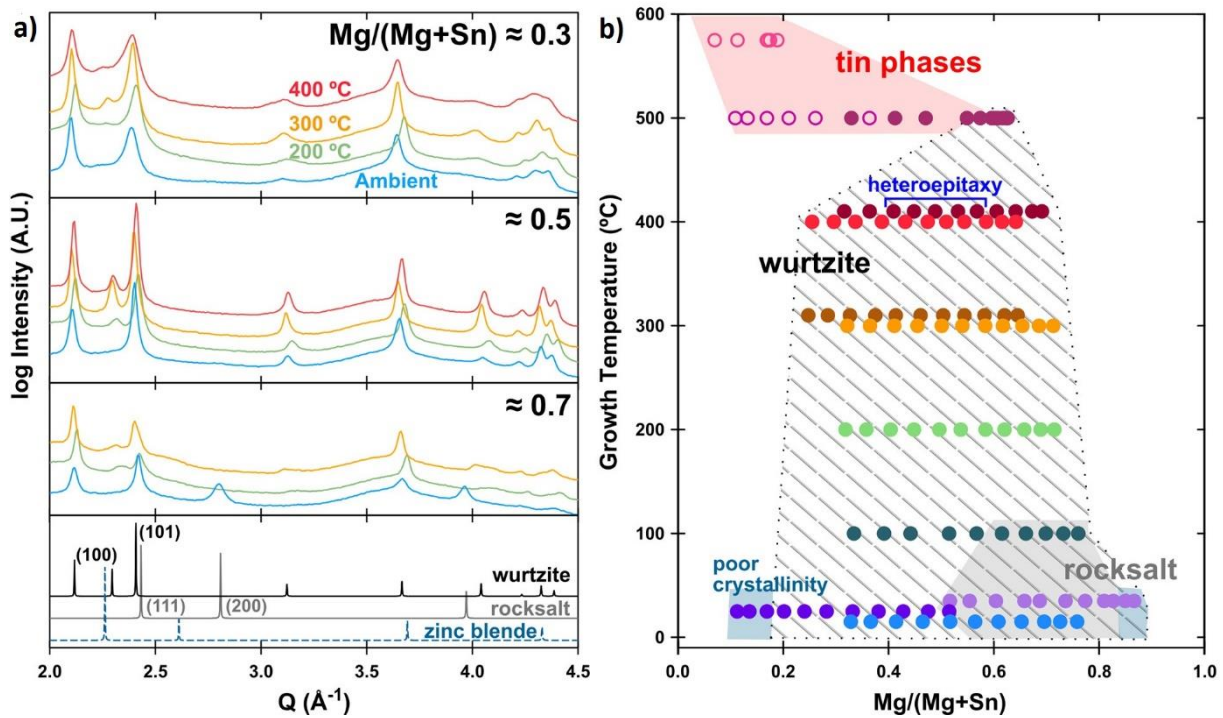 a)
Mg/(Mg+Sn) ≈ 0.3
400 ºC
300 ºC
200 ºC
Ambient
≈ 0.5
≈ 0.7
(100)
(101)
wurtzite
(111)
(200)
rocksalt
zinc blende
2.0 2.5 3.0 3.5 4.0 4.5
Q (Å⁻¹)
log Intensity (A.U.)
b)
600
500
400
300
200
100
0
Growth Temperature (ºC)
tin phases
heteroepitaxy
wurtzite
poor
crystallinity
rocksalt
0.0 0.2 0.4 0.6 0.8 1.0
Mg/(Mg+Sn)